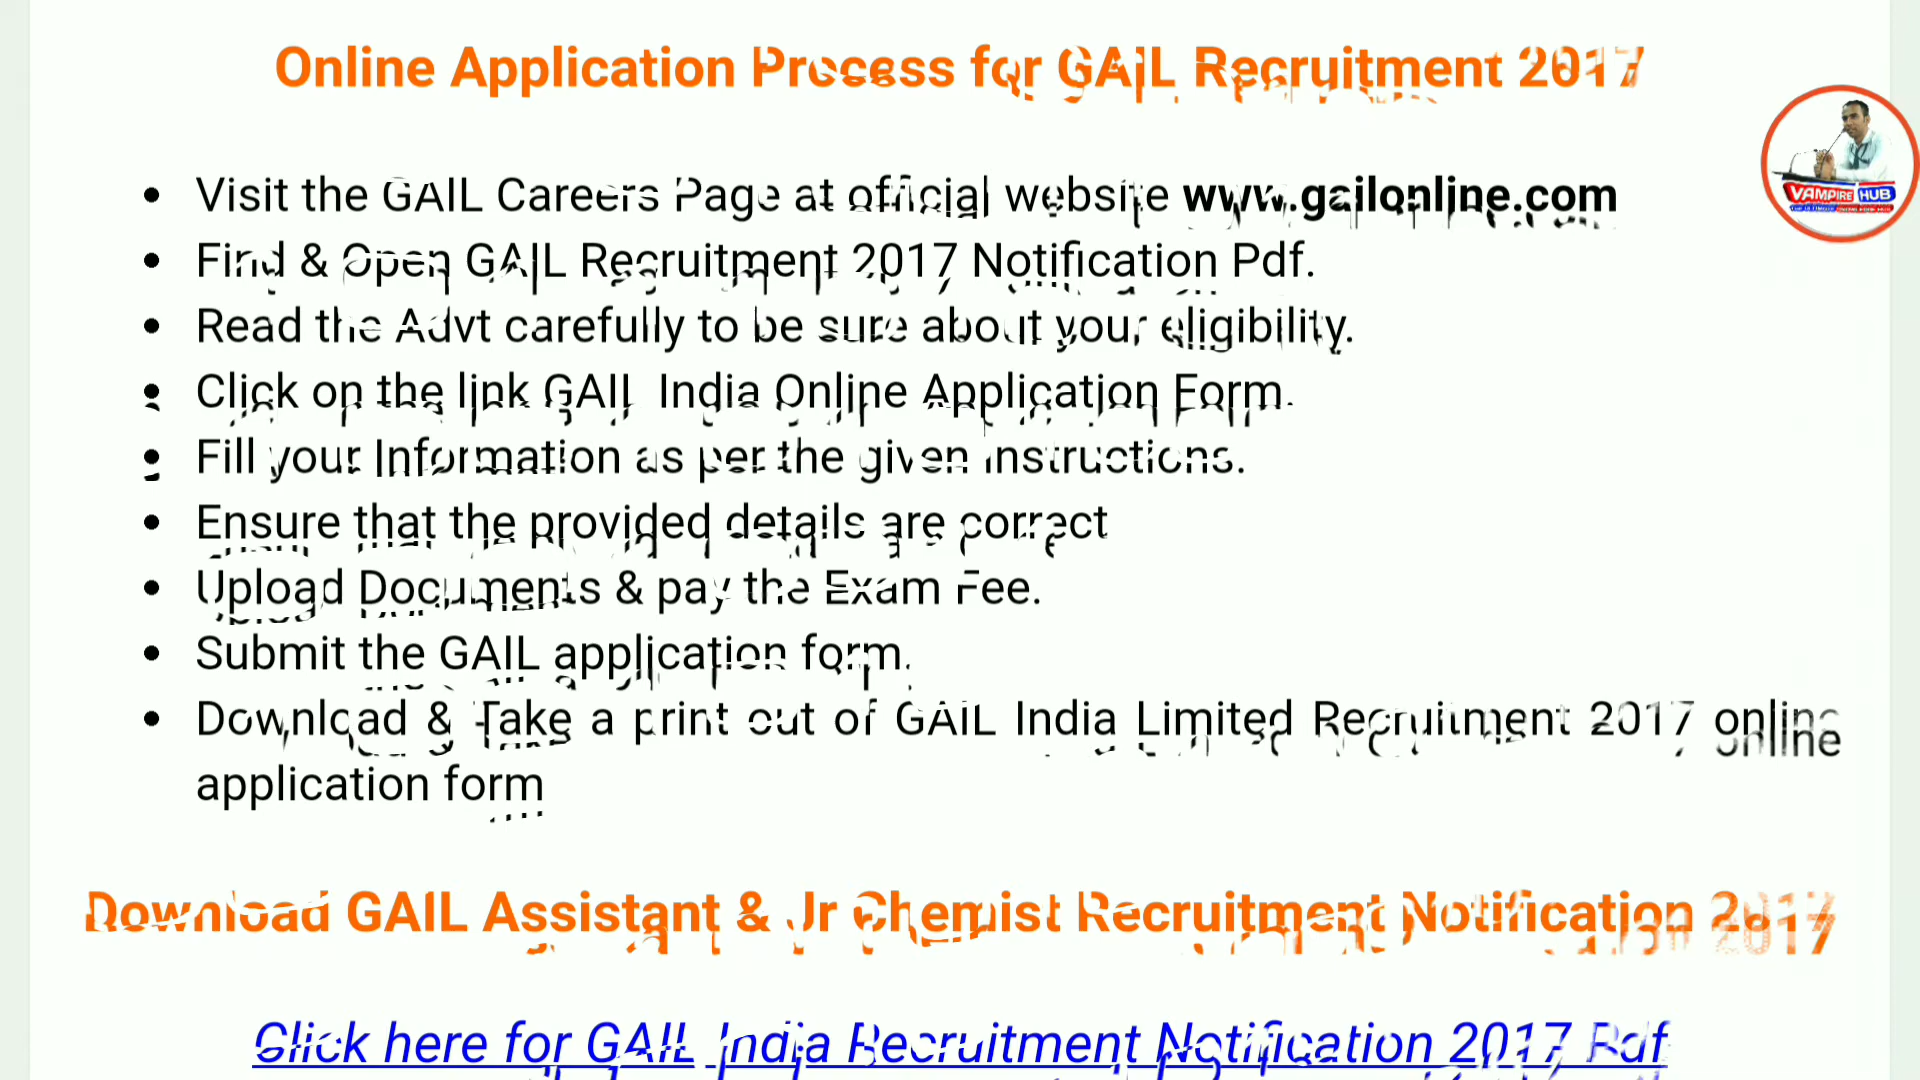 Online Application Process for GAIL Recruitment 2017
VAMPIRE HUB
• Visit the GAIL Careers Page at official website www.gailonline.com
• Find & Open GAIL Recruitment 2017 Notification Pdf.
• Read the Advt carefully to be sure about your eligibility.
• Click on the link GAIL India Online Application Form.
• Fill your Information as per the given instructions.
• Ensure that the provided details are correct
• Upload Documents & pay the Exam Fee.
• Submit the GAIL application form.
• Download & Take a print out of GAIL India Limited Recruitment 2017 online
application form
Download GAIL Assistant & Jr Chemist Recruitment Notification 2017
Click here for GAIL India Recruitment Notification 2017 Pdf